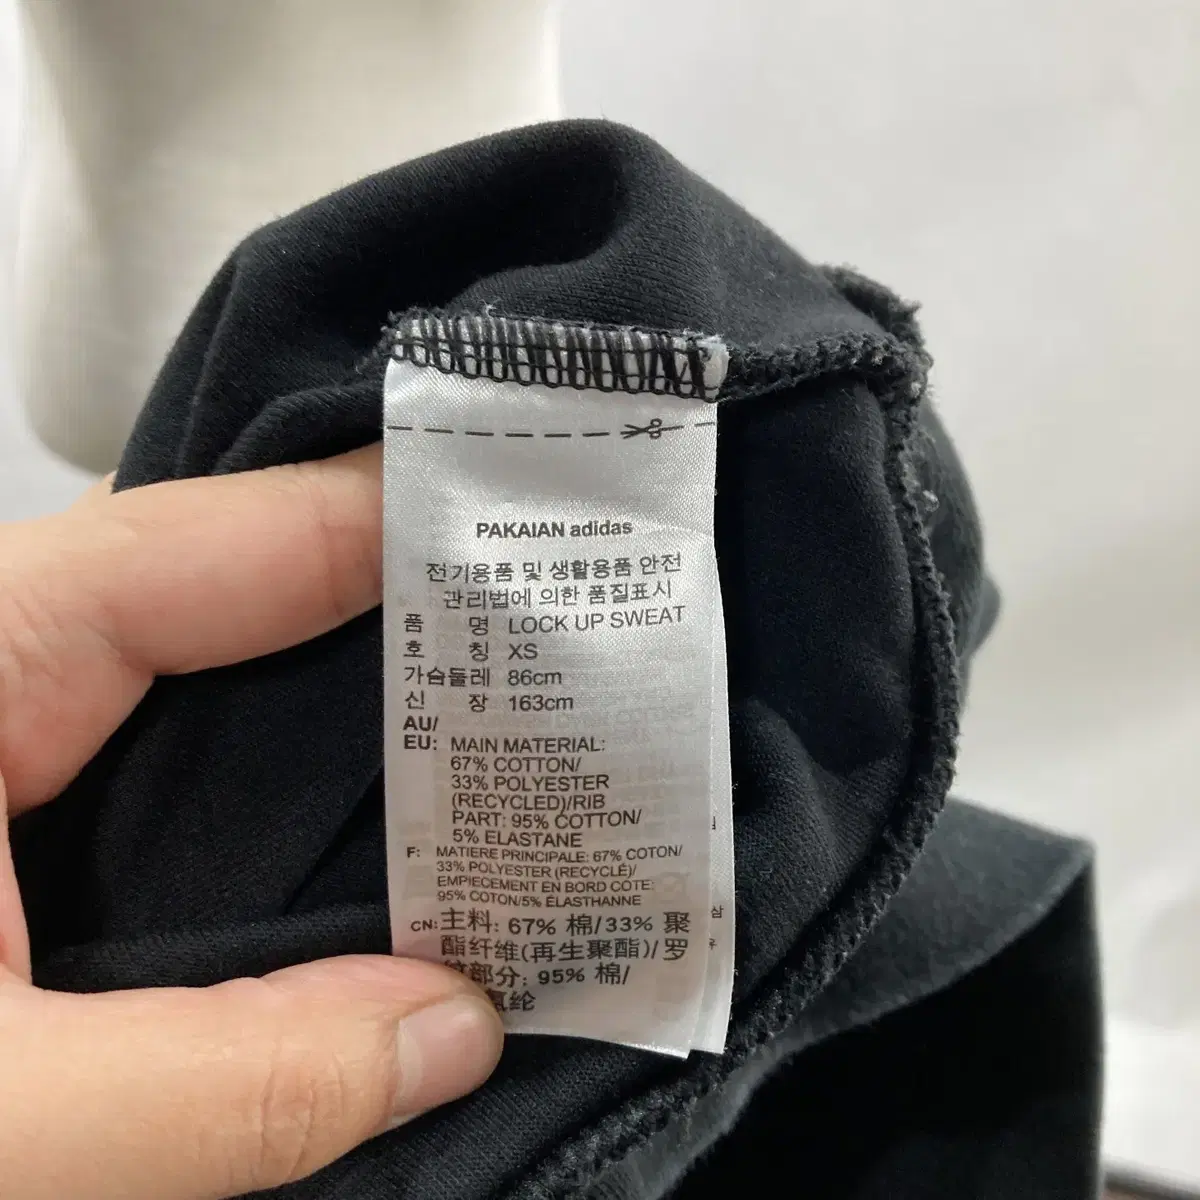 PAKAIAN adidas
전기용품 및 생활용품 안전
관리법에 의한 품질표시
품 명 LOCK UP SWEAT
호 칭 XS
가슴둘레 86cm
신 장 163cm
AU/
EU: MAIN MATERIAL:
67% COTTON/
33% POLYESTER
(RECYCLED)/RIB
PART: 95% COTTON/
5% ELASTANE
F: MATIERE PRINCIPALE: 67% COTON/
33% POLYESTER (RECYCLÉ)/
EMPIECEMENT EN BORD COTE:
95% COTON/5% ÉLASTHANNE
CN: 主料: 67% 棉/33% 聚
酯纤维(再生聚酯)/罗
纹部分: 95% 棉/
氨纶